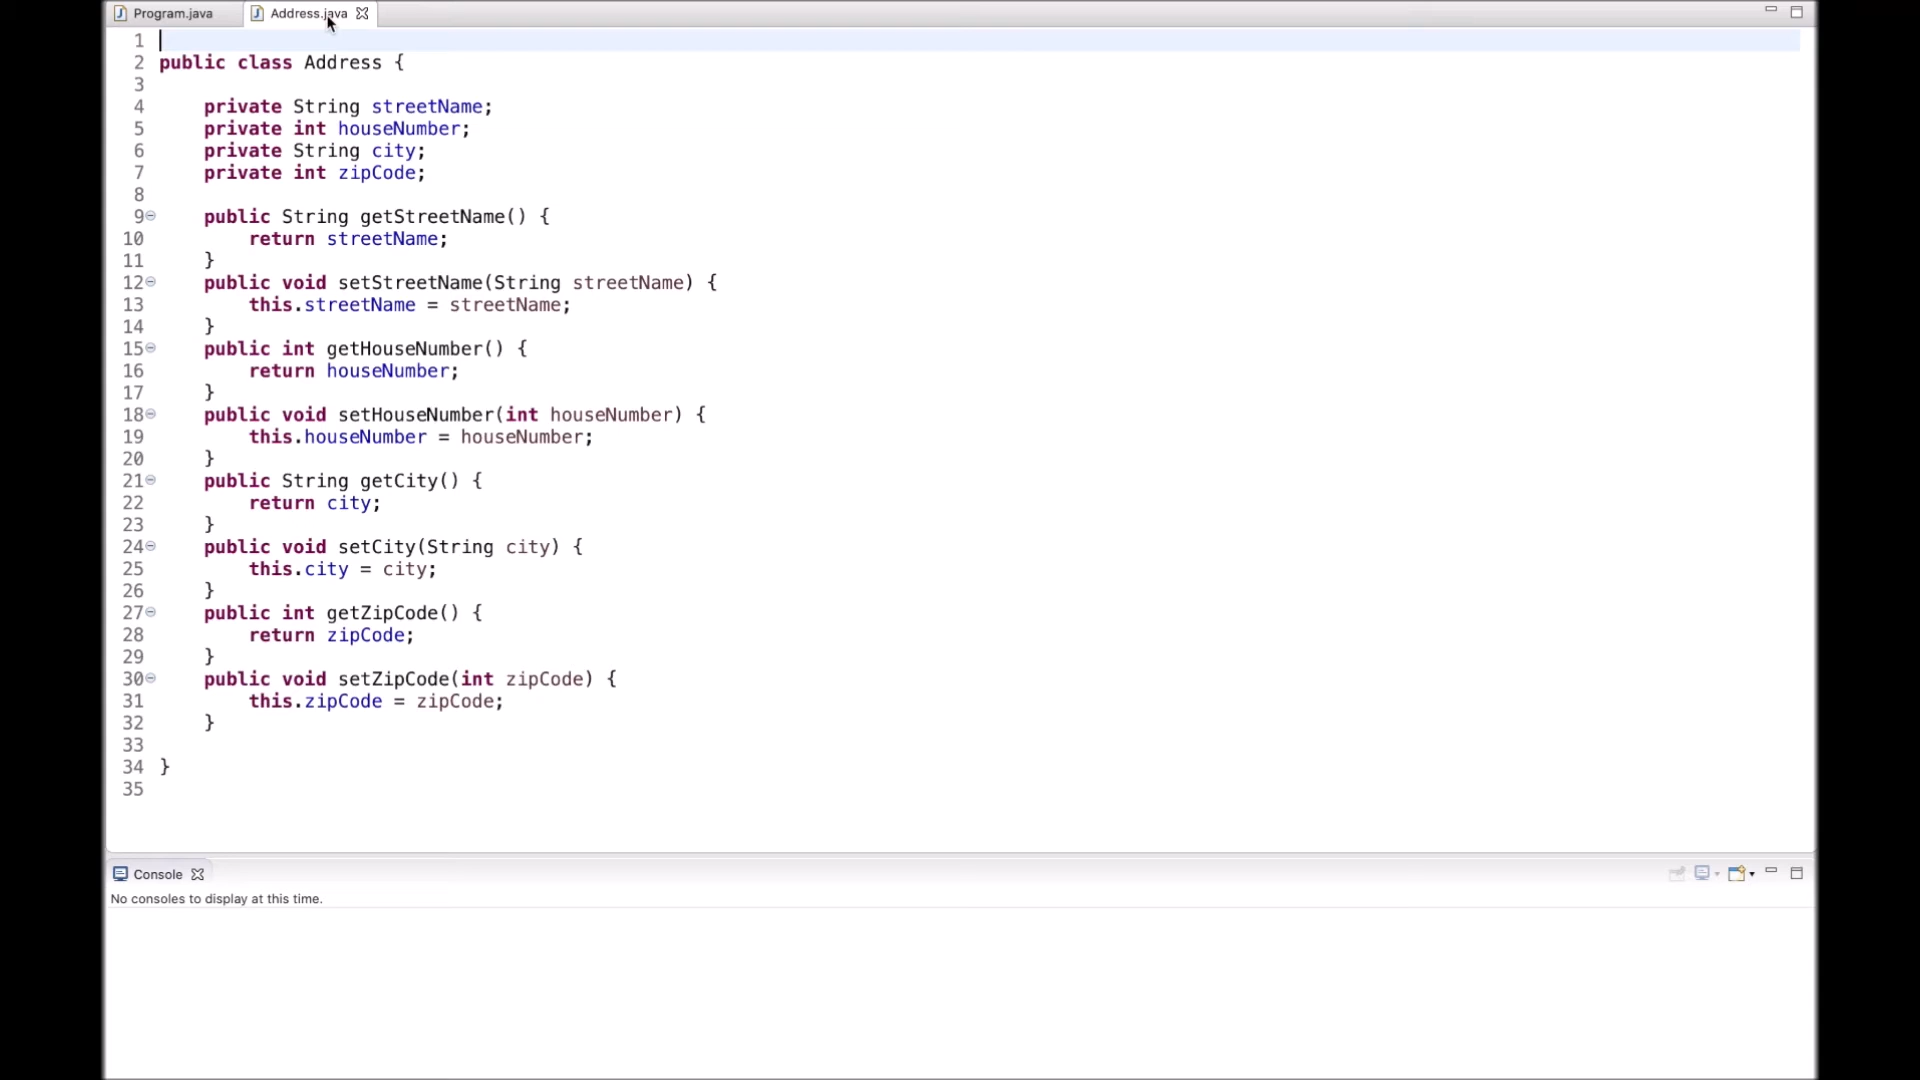 Program.java Address.java
1
2 public class Address {
3
4 private String streetName;
5 private int houseNumber;
6 private String city;
7 private int zipCode;
8
9 public String getStreetName() {
10 return streetName;
11 }
12 public void setStreetName(String streetName) {
13 this.streetName = streetName;
14 }
15 public int getHouseNumber() {
16 return houseNumber;
17 }
18 public void setHouseNumber(int houseNumber) {
19 this.houseNumber = houseNumber;
20 }
21 public String getCity() {
22 return city;
23 }
24 public void setCity(String city) {
25 this.city = city;
26 }
27 public int getZipCode() {
28 return zipCode;
29 }
30 public void setZipCode(int zipCode) {
31 this.zipCode = zipCode;
32 }
33
34 }
35
Console
No consoles to display at this time.